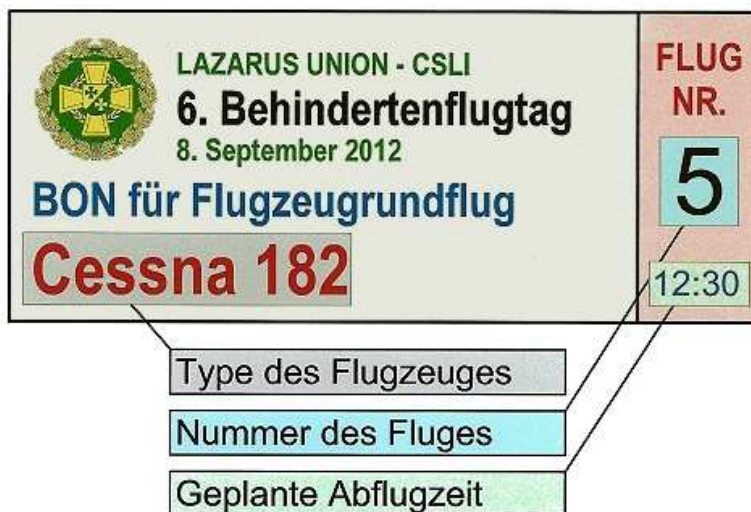 LAZARUS UNION - CSLI
6. Behindertenflugtag
8. September 2012
BON für Flugzeugrundflug
Cessna 182
FLUG
NR.
5
12:30
Type des Flugzeuges
Nummer des Fluges
Geplante Abflugzeit